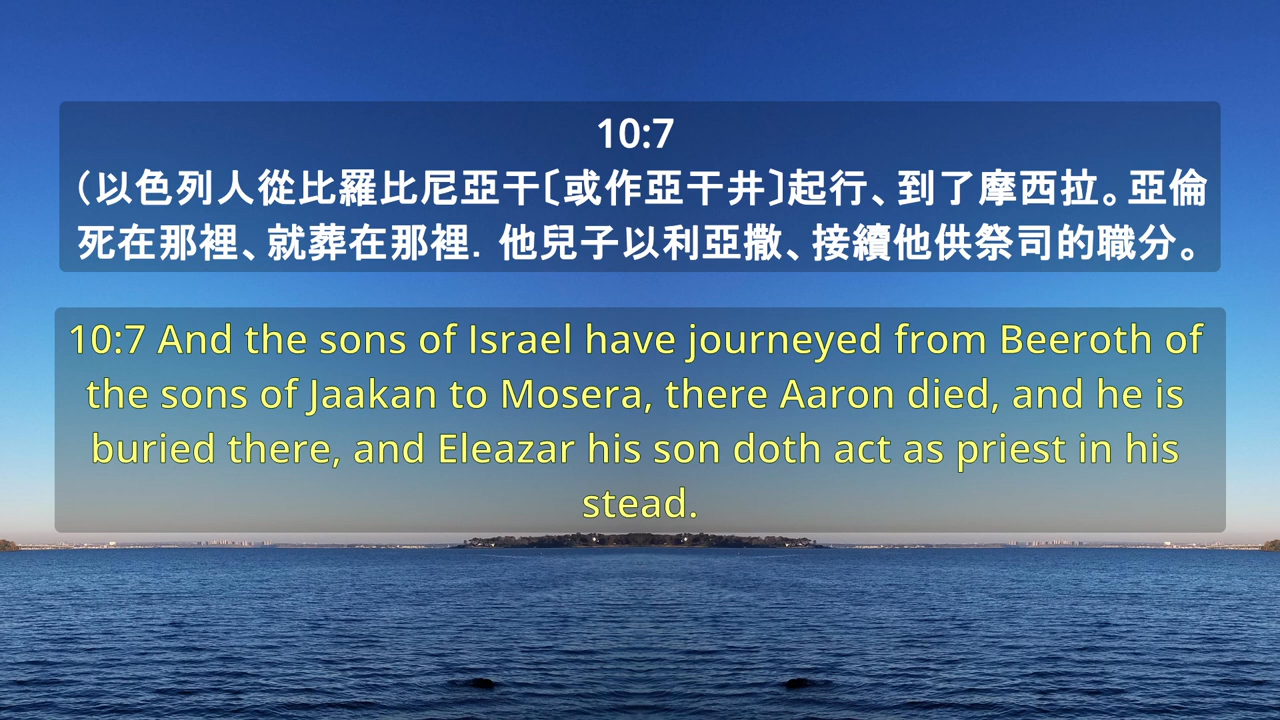 10:7
（以色列人從比羅比尼亞干〔或作亞干井〕起行、到了摩西拉。亞倫
死在那裡、就葬在那裡．他兒子以利亞撒、接續他供祭司的職分。
10:7 And the sons of Israel have journeyed from Beeroth of
the sons of Jaakan to Mosera, there Aaron died, and he is
buried there, and Eleazar his son doth act as priest in his
stead.